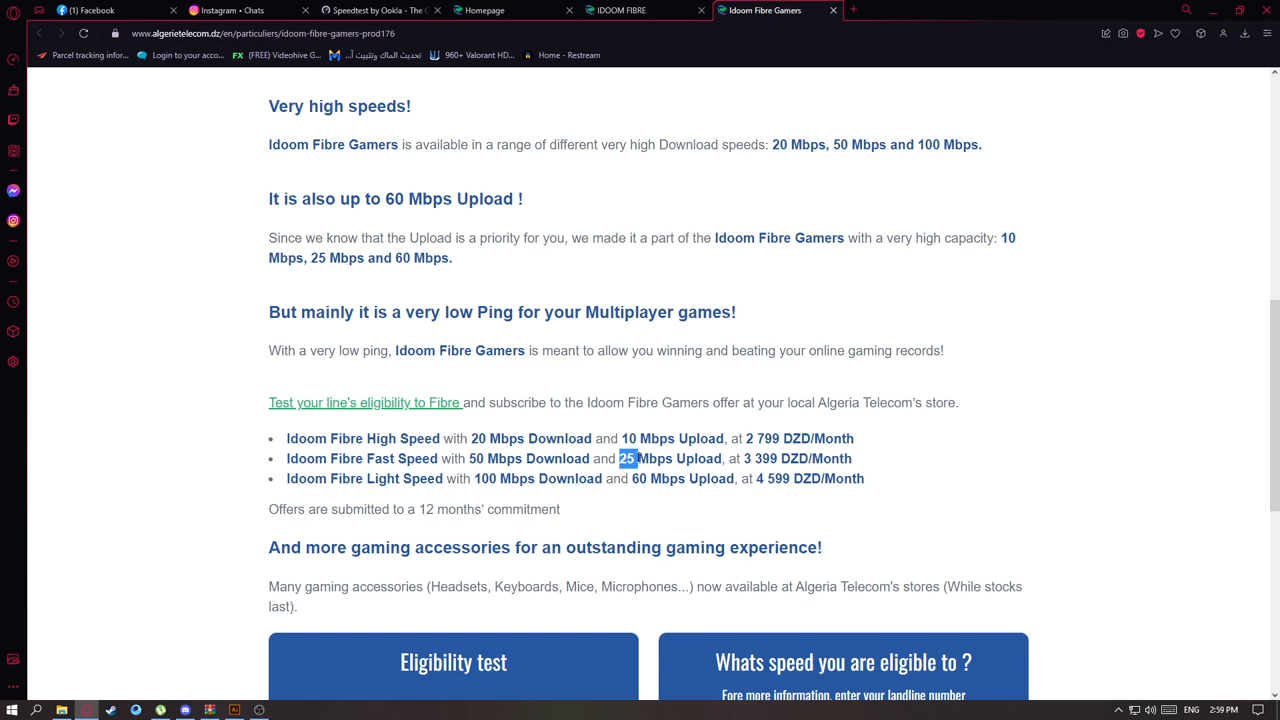 (1) Facebook
Instagram • Chats
Speedtest by Ookla - The
Homepage
IDOOM FIBRE
Idoom Fibre Gamers
www.algerietelecom.dz/en/particuliers/idoom-fibre-gamers-prod176
Parcel tracking infor...
Login to your acco...
FX (FREE) Videohive G...
تحديث الماك وتثبيت آ...
960+ Valorant HD...
Home - Restream
Very high speeds!
Idoom Fibre Gamers is available in a range of different very high Download speeds: 20 Mbps, 50 Mbps and 100 Mbps.
It is also up to 60 Mbps Upload !
Since we know that the Upload is a priority for you, we made it a part of the Idoom Fibre Gamers with a very high capacity: 10
Mbps, 25 Mbps and 60 Mbps.
But mainly it is a very low Ping for your Multiplayer games!
With a very low ping, Idoom Fibre Gamers is meant to allow you winning and beating your online gaming records!
Test your line's eligibility to Fibre and subscribe to the Idoom Fibre Gamers offer at your local Algeria Telecom's store.
• Idoom Fibre High Speed with 20 Mbps Download and 10 Mbps Upload, at 2 799 DZD/Month
• Idoom Fibre Fast Speed with 50 Mbps Download and 25 Mbps Upload, at 3 399 DZD/Month
• Idoom Fibre Light Speed with 100 Mbps Download and 60 Mbps Upload, at 4 599 DZD/Month
Offers are submitted to a 12 months' commitment
And more gaming accessories for an outstanding gaming experience!
Many gaming accessories (Headsets, Keyboards, Mice, Microphones...) now available at Algeria Telecom's stores (While stocks
last).
Eligibility test
Whats speed you are eligible to ?
Fore more information, enter your landline number
ENG
2:59 PM